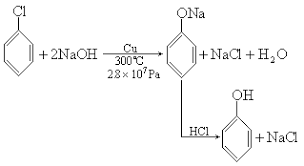 Cl
ONa
+2NaOH
Cu
300℃
2.8×10⁷Pa
+NaCl+H₂O
OH
HCl
+NaCl